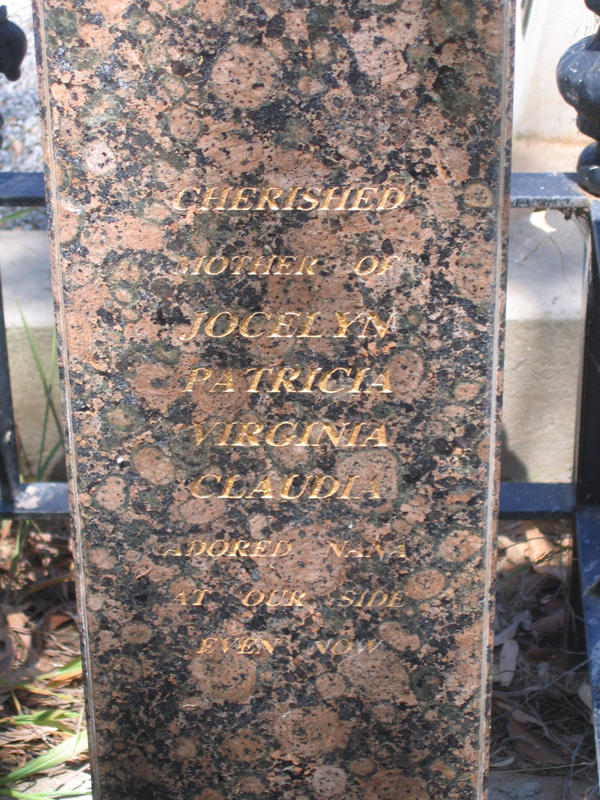 CHERISHED
MOTHER OF
JOCELYN
PATRICIA
VIRGINIA
CLAUDIA
ADORED NANA
AT OUR SIDE
EVEN NOW